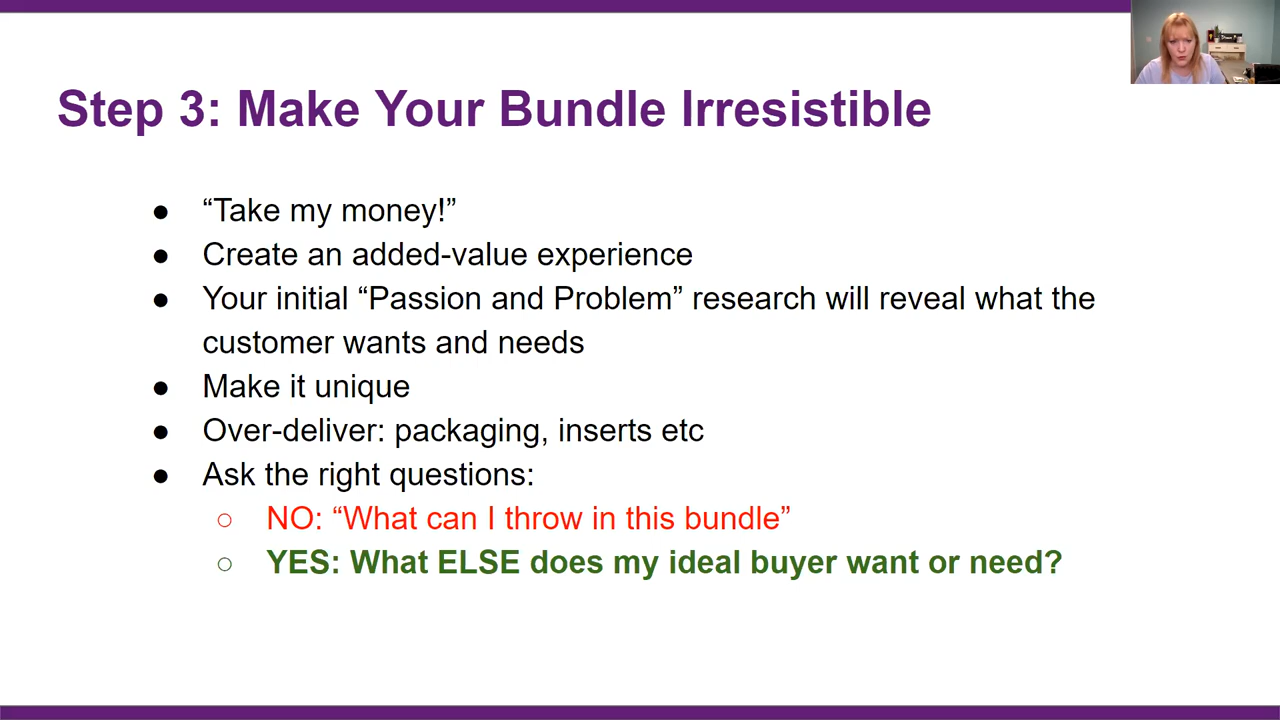 Step 3: Make Your Bundle Irresistible
● “Take my money!”
● Create an added-value experience
● Your initial “Passion and Problem” research will reveal what the
customer wants and needs
● Make it unique
● Over-deliver: packaging, inserts etc
● Ask the right questions:
○ NO: “What can I throw in this bundle”
○ YES: What ELSE does my ideal buyer want or need?